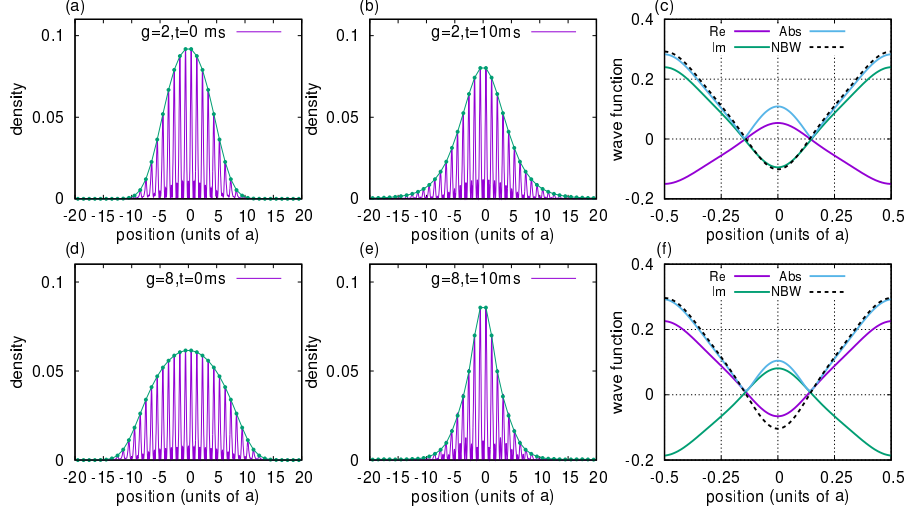 (a)
g=2,t=0 ms
0.1
0.05
0
density
-20 -15 -10 -5 0 5 10 15 20
position (units of a)
(b)
g=2,t=10ms
0.1
0.05
0
density
-20 -15 -10 -5 0 5 10 15 20
position (units of a)
(c)
Re Abs
Im NBW
0.4
0.2
0
-0.2
wave function
-0.5 -0.25 0 0.25 0.5
position (units of a)
(d)
g=8,t=0ms
0.1
0.05
0
density
-20 -15 -10 -5 0 5 10 15 20
position (units of a)
(e)
g=8,t=10ms
0.1
0.05
0
density
-20 -15 -10 -5 0 5 10 15 20
position (units of a)
(f)
Re Abs
Im NBW
0.4
0.2
0
-0.2
wave function
-0.5 -0.25 0 0.25 0.5
position (units of a)